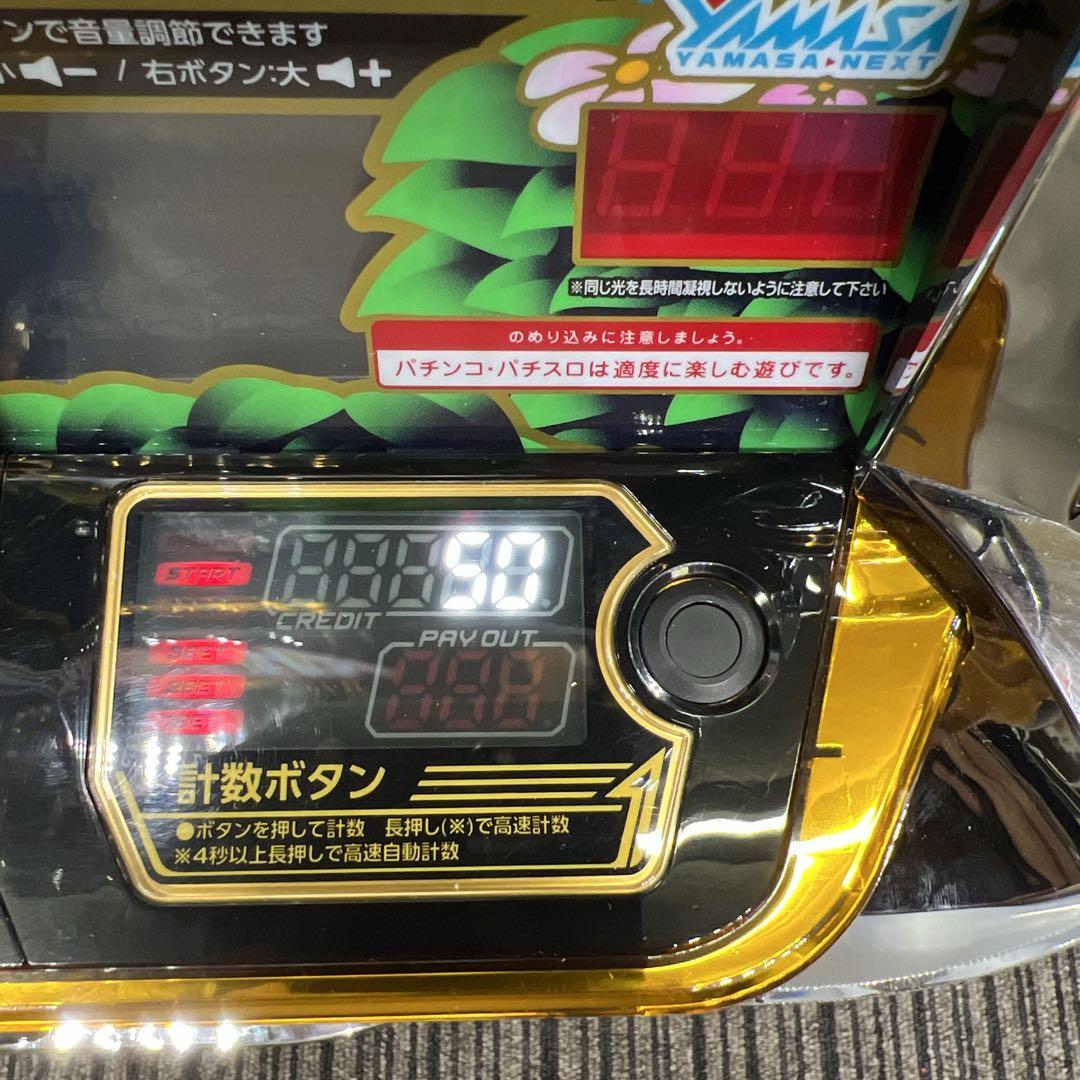 ンで音量調節できます
小 − / 右ボタン:大 +
YAMASA
YAMASA NEXT
※同じ光を長時間凝視しないように注意して下さい
のめり込みに注意しましょう。
パチンコ・パチスロは適度に楽しむ遊びです。
START
50
CREDIT
PAY OUT
3BET
2BET
計数ボタン
●ボタンを押して計数 長押し(※)で高速計数
※4秒以上長押しで高速自動計数